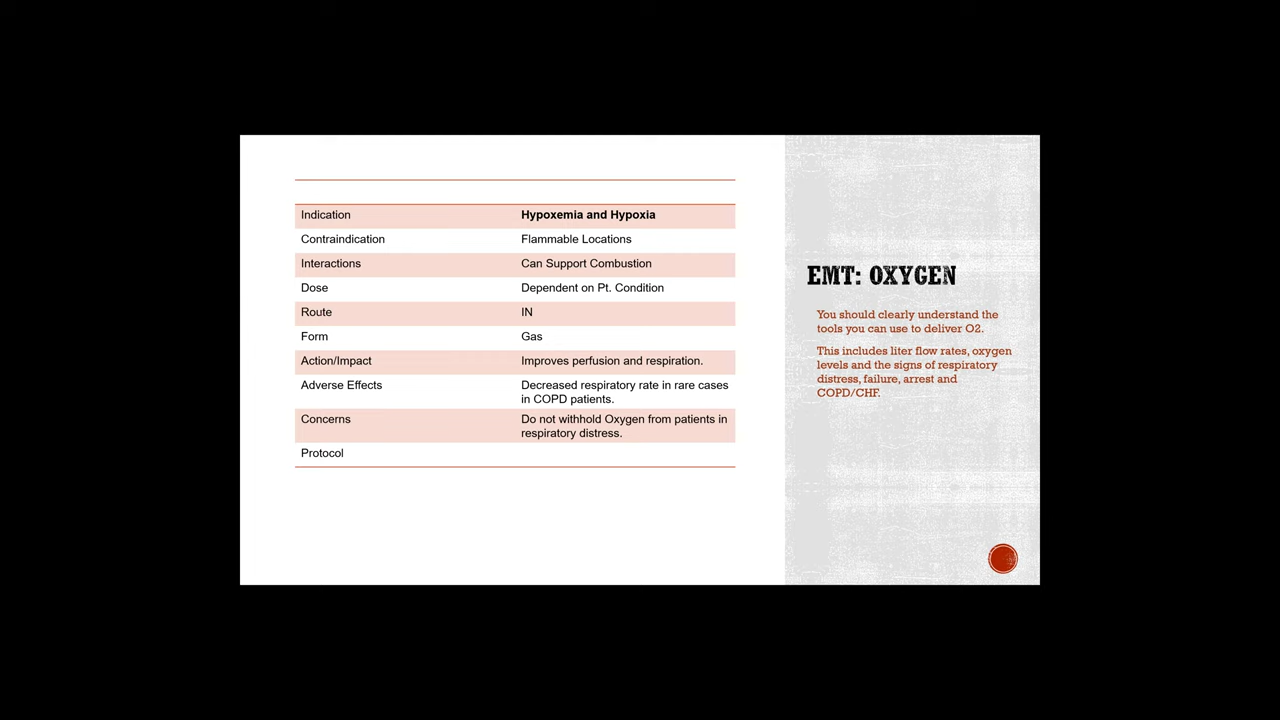 Indication Hypoxemia and Hypoxia
Contraindication Flammable Locations
Interactions Can Support Combustion
Dose Dependent on Pt. Condition
Route IN
Form Gas
Action/Impact Improves perfusion and respiration.
Adverse Effects Decreased respiratory rate in rare cases
in COPD patients.
Concerns Do not withhold Oxygen from patients in
respiratory distress.
Protocol
EMT: OXYGEN
You should clearly understand the
tools you can use to deliver O2.
This includes liter flow rates, oxygen
levels and the signs of respiratory
distress, failure, arrest and
COPD/CHF.